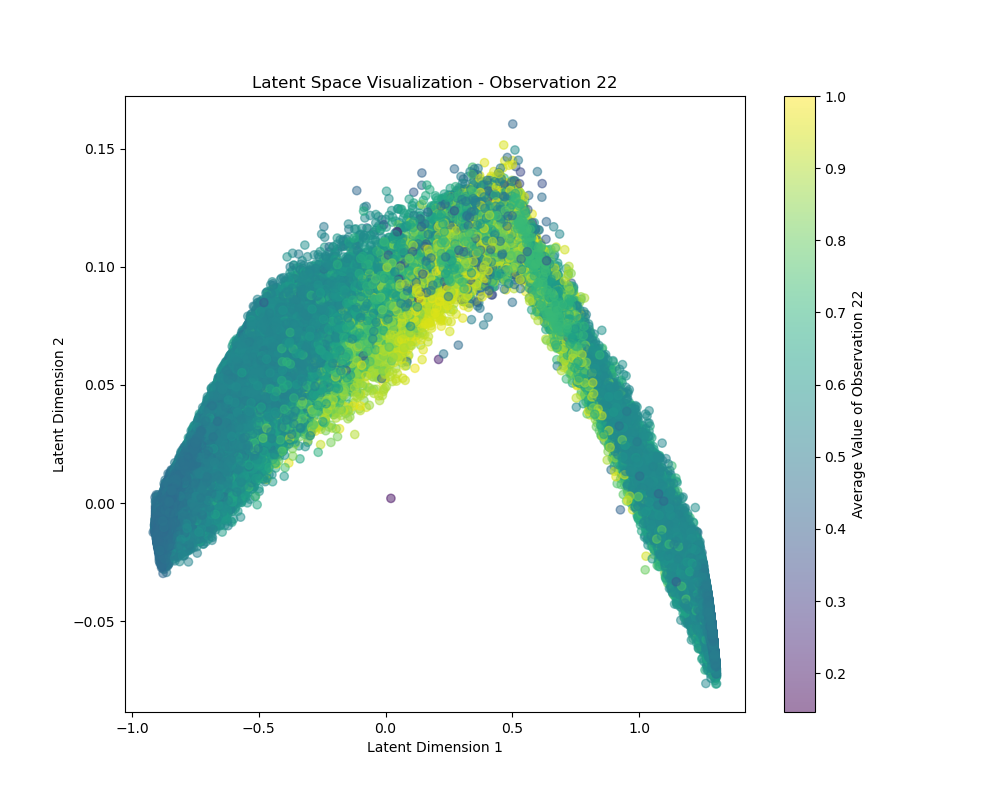 Latent Space Visualization - Observation 22
1.0
0.9
0.8
0.7
0.6
0.5
0.4
0.3
0.2
Average Value of Observation 22
0.15
0.10
0.05
0.00
−0.05
Latent Dimension 2
−1.0 −0.5 0.0 0.5 1.0
Latent Dimension 1